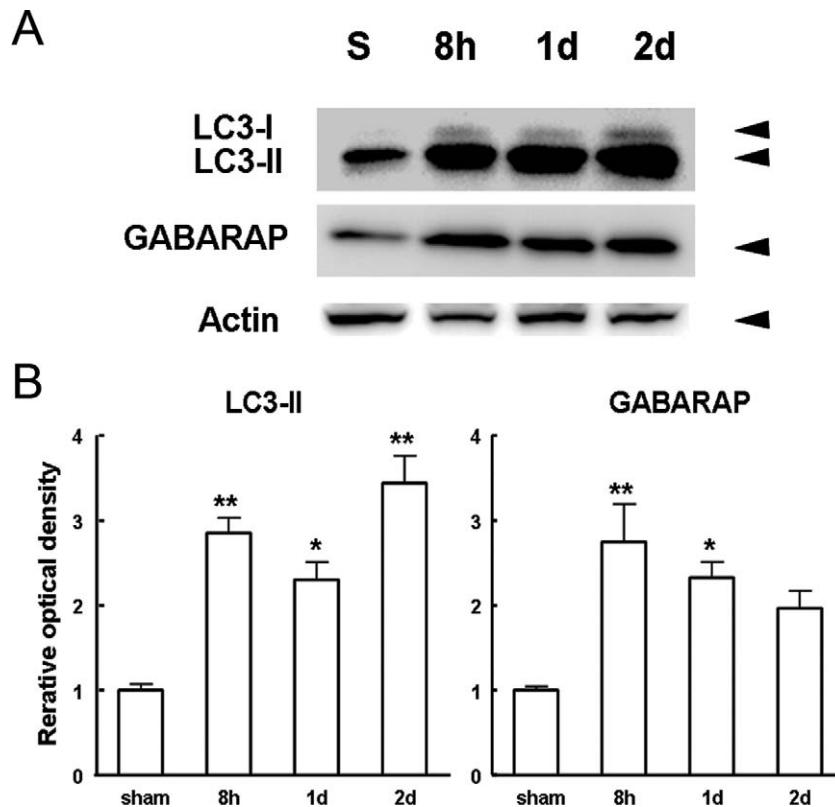 A
S 8h 1d 2d
LC3-I
LC3-II
GABARAP
Actin
B
LC3-II
Rerative optical density
4
3
2
1
0
**
*
**
sham 8h 1d 2d
GABARAP
4
3
2
1
0
**
*
sham 8h 1d 2d